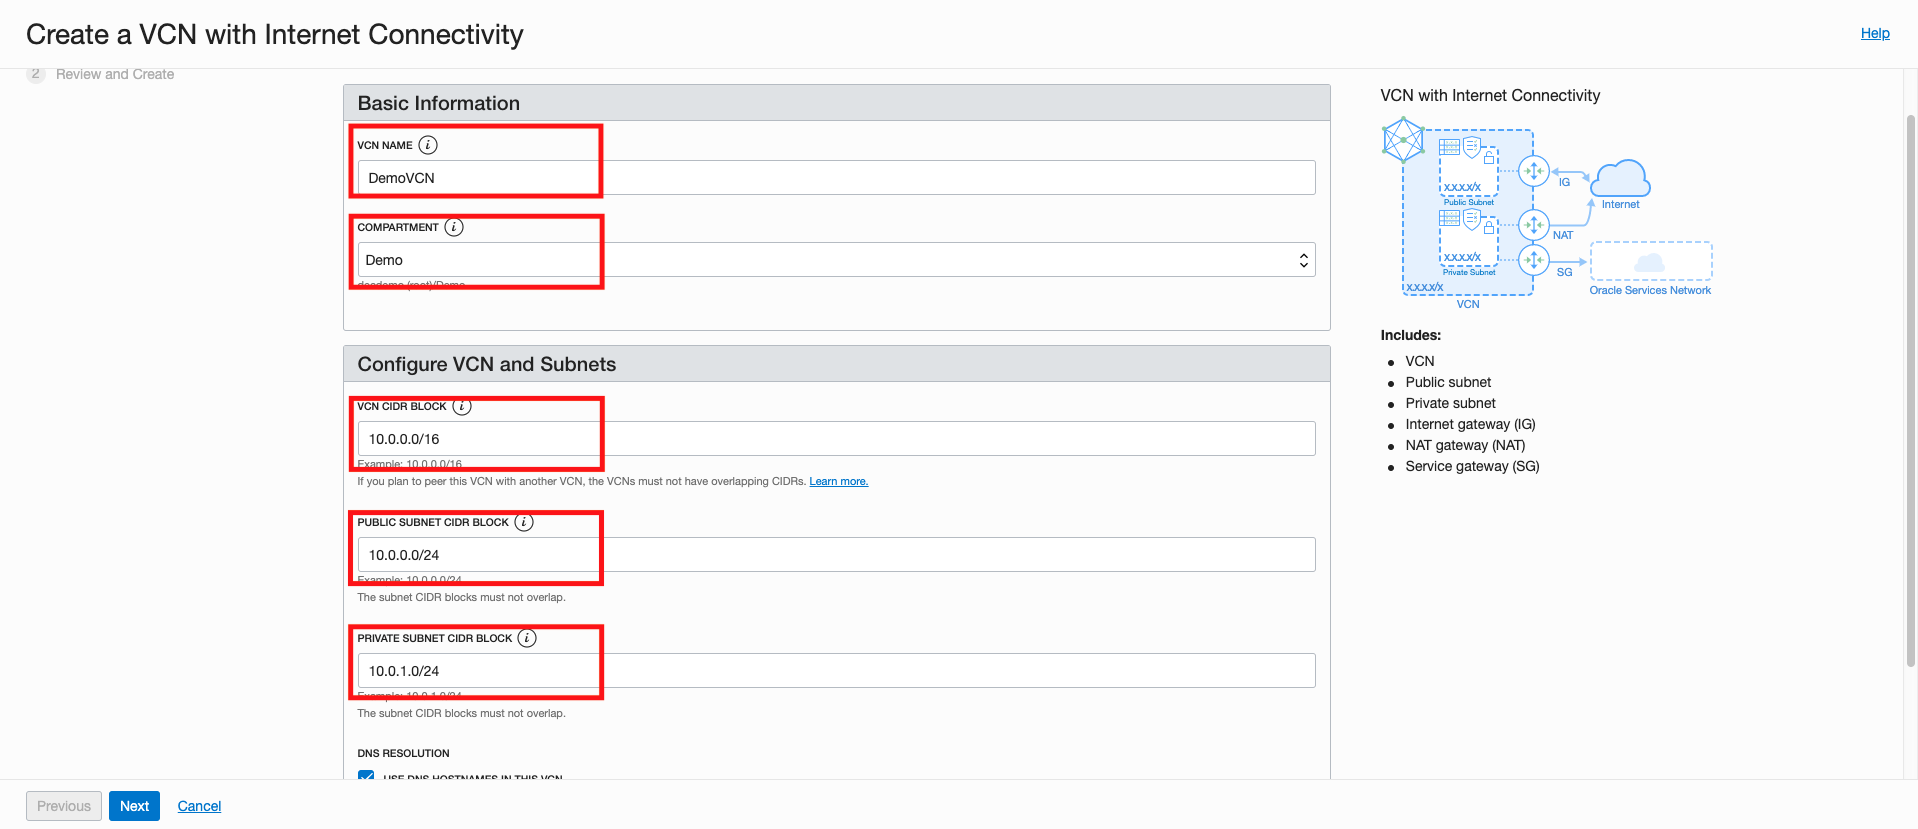 Create a VCN with Internet Connectivity
Help
2 Review and Create
Basic Information
VCN NAME i
DemoVCN
COMPARTMENT i
Demo
(root)/Demo
Configure VCN and Subnets
VCN CIDR BLOCK i
10.0.0.0/16
Example: 10.0.0.0/16
If you plan to peer this VCN with another VCN, the VCNs must not have overlapping CIDRs. Learn more.
PUBLIC SUBNET CIDR BLOCK i
10.0.0.0/24
Example: 10.0.0.0/24
The subnet CIDR blocks must not overlap.
PRIVATE SUBNET CIDR BLOCK i
10.0.1.0/24
Example: 10.0.1.0/24
The subnet CIDR blocks must not overlap.
DNS RESOLUTION
USE DNS HOSTNAMES IN THIS VCN
Previous Next Cancel
VCN with Internet Connectivity
X.X.X.X/X
Public Subnet
IG
Internet
NAT
X.X.X.X/X
Private Subnet
SG
X.X.X.X/X
Oracle Services Network
VCN
Includes:
VCN
Public subnet
Private subnet
Internet gateway (IG)
NAT gateway (NAT)
Service gateway (SG)